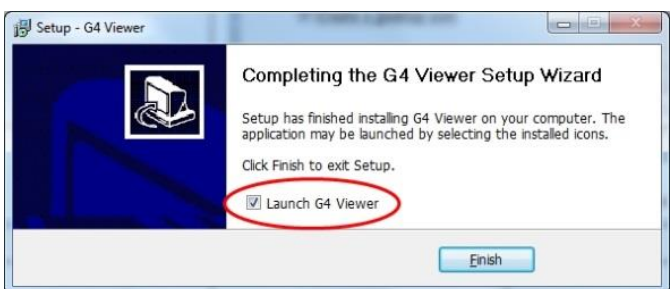 Setup - G4 Viewer
Completing the G4 Viewer Setup Wizard
Setup has finished installing G4 Viewer on your computer. The
application may be launched by selecting the installed icons.
Click Finish to exit Setup.
Launch G4 Viewer
Finish